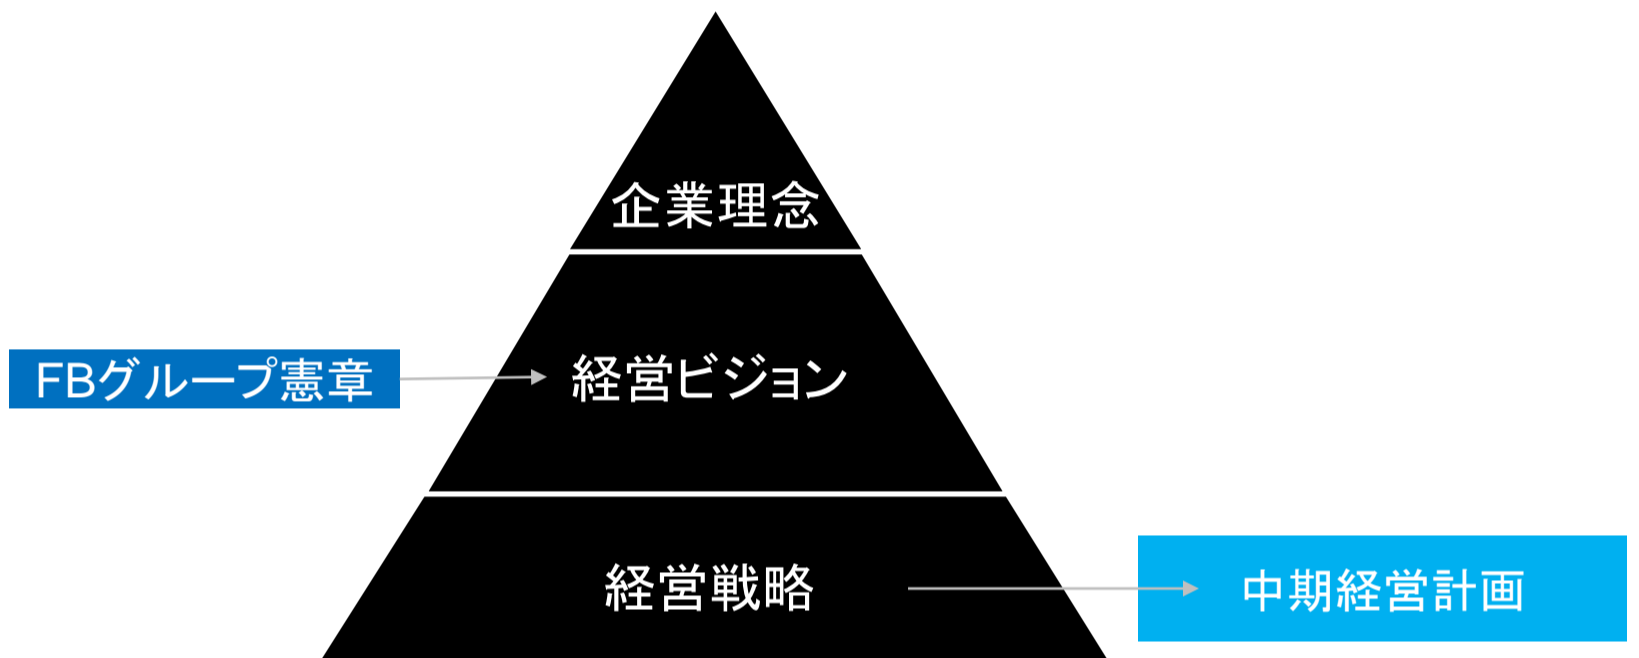 企業理念
FBグループ憲章
経営ビジョン
経営戦略
中期経営計画